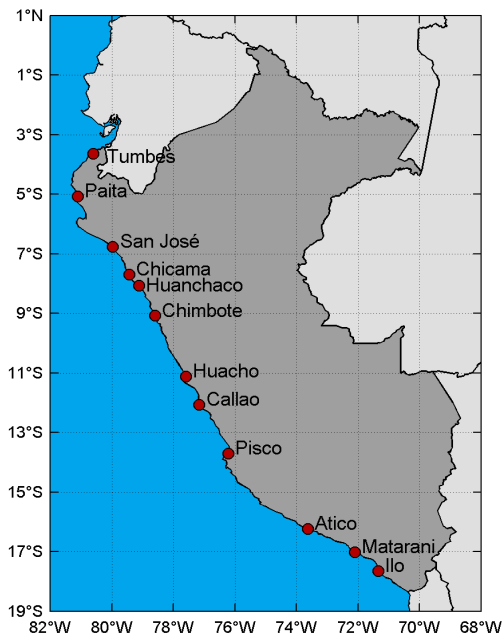 1°N
1°S
3°S
Tumbes
5°S
Paita
San José
7°S
Chicama
Huanchaco
9°S
Chimbote
11°S
Huacho
Callao
13°S
Pisco
15°S
Atico
17°S
Matarani
Ilo
19°S
82°W 80°W 78°W 76°W 74°W 72°W 70°W 68°W